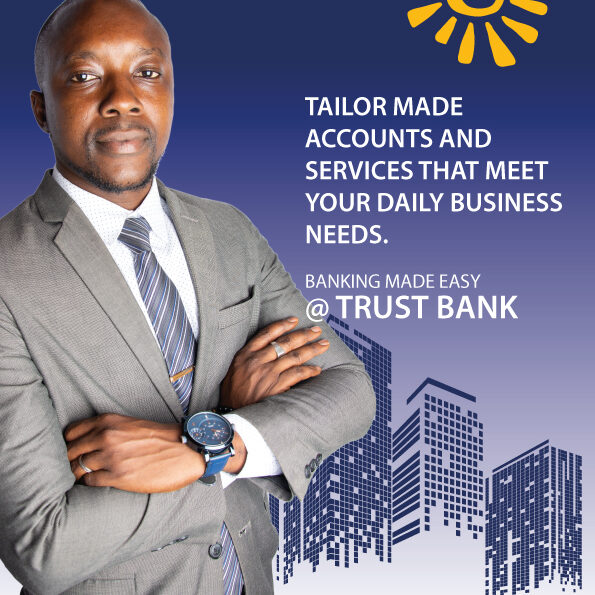 TAILOR MADE
ACCOUNTS AND
SERVICES THAT MEET
YOUR DAILY BUSINESS
NEEDS.
BANKING MADE EASY
@ TRUST BANK